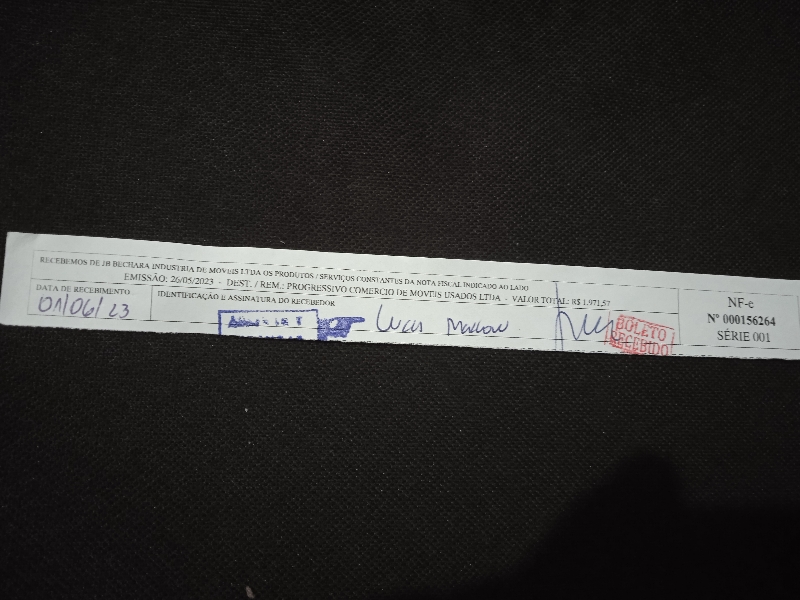 RECEBEMOS DE JB BECHARA INDUSTRIA DE MOVEIS LTDA OS PRODUTOS / SERVIÇOS CONSTANTES DA NOTA FISCAL INDICADO AO LADO
EMISSÃO: 26/05/2023 - DEST. / REM.: PROGRESSIVO COMERCIO DE MOVEIS USADOS LTDA - VALOR TOTAL: R$ 1.971,57
DATA DE RECEBIMENTO
01/06/23
IDENTIFICAÇÃO E ASSINATURA DO RECEBEDOR
BOLETO
RECEBIDO
NF-e
Nº 000156264
SÉRIE 001